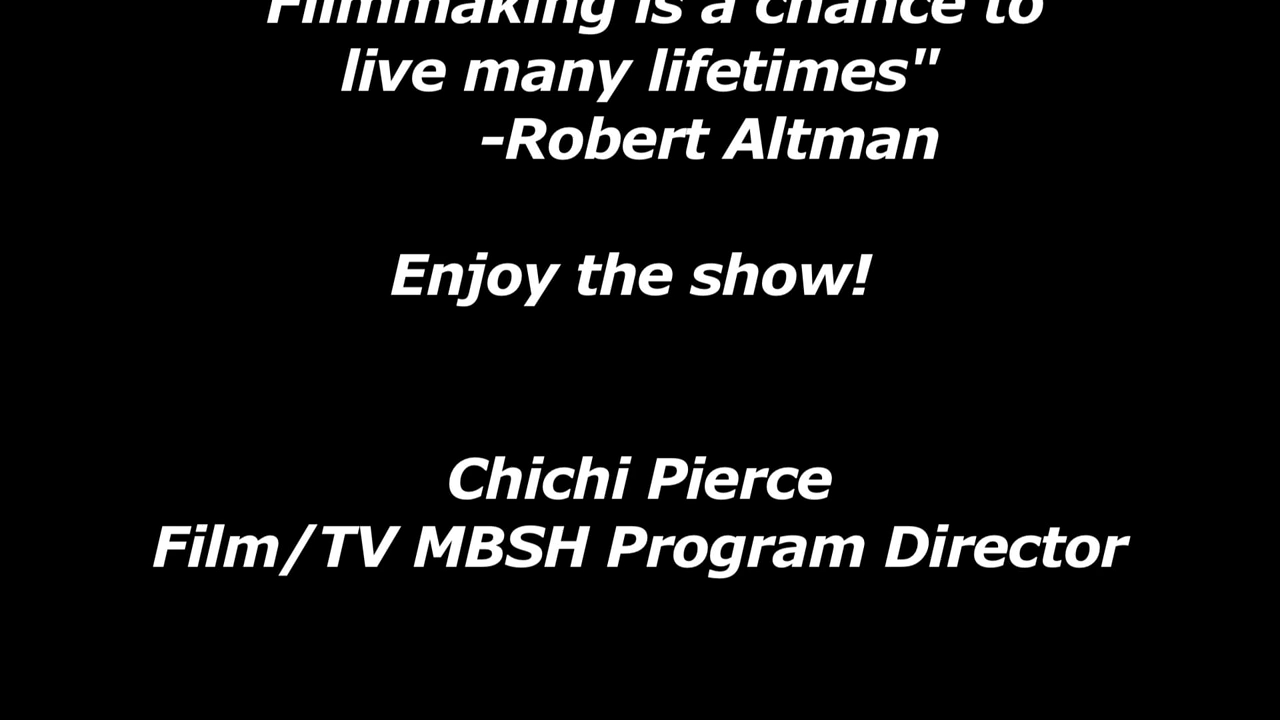 "Filmmaking is a chance to
live many lifetimes"
-Robert Altman
Enjoy the show!
Chichi Pierce
Film/TV MBSH Program Director